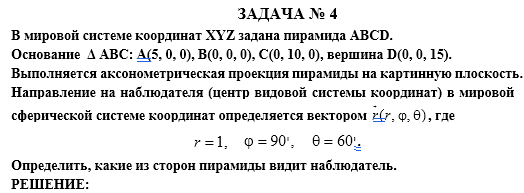 ЗАДАЧА № 4
В мировой системе координат XYZ задана пирамида ABCD.
Основание Δ ABC: A(5, 0, 0), B(0, 0, 0), C(0, 10, 0), вершина D(0, 0, 15).
Выполняется аксонометрическая проекция пирамиды на картинную плоскость.
Направление на наблюдателя (центр видовой системы координат) в мировой
сферической системе координат определяется вектором r(r, φ, θ), где
r = 1, φ = 90', θ = 60'.
Определить, какие из сторон пирамиды видит наблюдатель.
РЕШЕНИЕ: